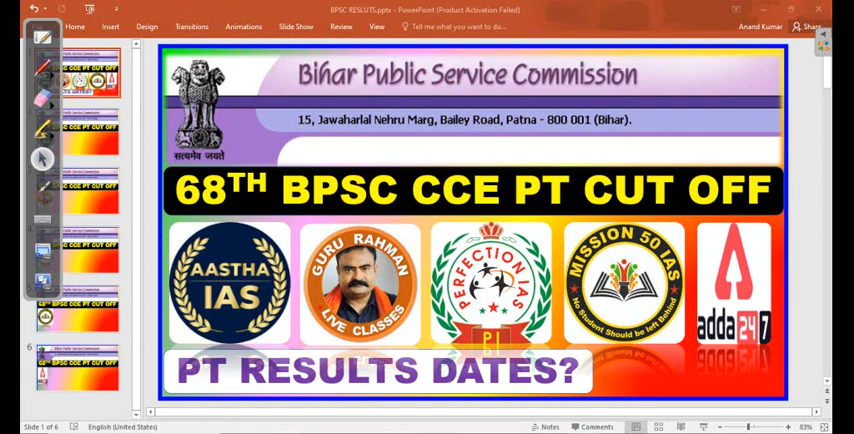 BPSC RESLUTS.pptx - PowerPoint (Product Activation Failed)
Home Insert Design Transitions Animations Slide Show Review View Tell me what you want to do... Anand Kumar Share
Bihar Public Service Commission
15, Jawaharlal Nehru Marg, Bailey Road, Patna - 800 001 (Bihar).
सत्यमेव जयते
68TH BPSC CCE PT CUT OFF
AASTHA
IAS
GURU RAHMAN
LIVE CLASSES
PERFECTION IAS
MISSION 50 IAS
No Student Should be left Behind
adda 24 7
PT RESULTS DATES?
6
Slide 1 of 6 English (United States) Notes Comments 83%